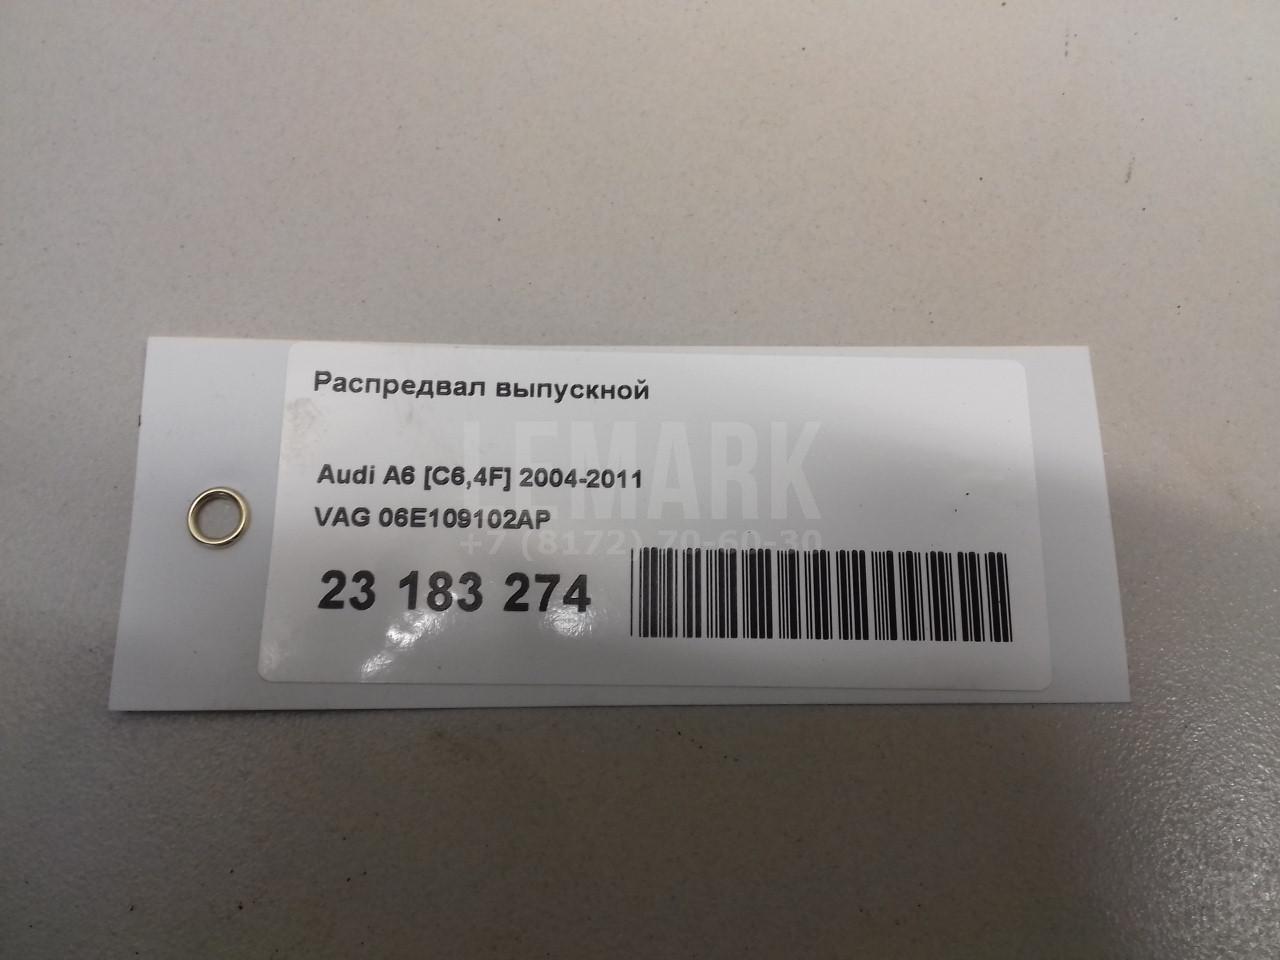 Распредвал выпускной
LEMARK
Audi A6 [C6,4F] 2004-2011
VAG 06E109102AP
+7 (8172) 70-60-30
23 183 274